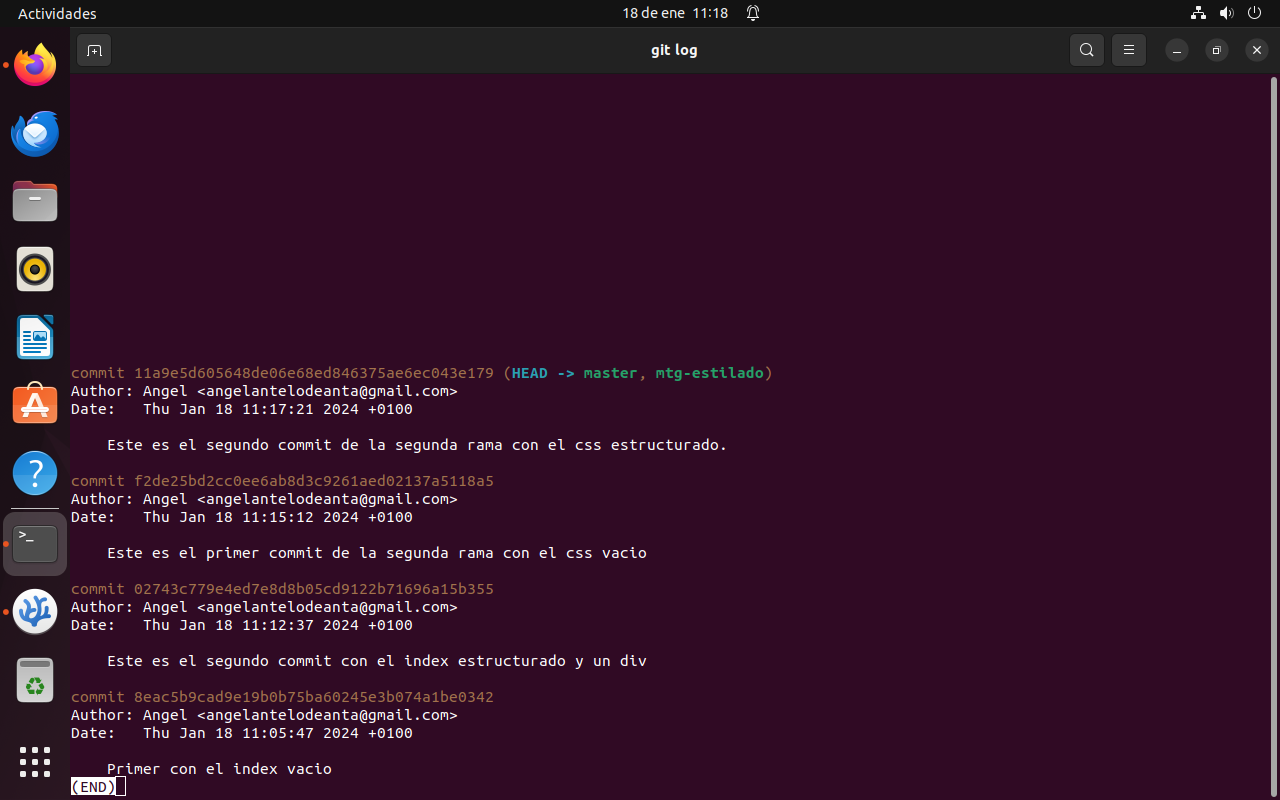 Actividades
18 de ene 11:18
git log
commit 11a9e5d605648de06e68ed846375ae6ec043e179 (HEAD -> master, mtg-estilado)
Author: Angel <angelantelodeanta@gmail.com>
Date:   Thu Jan 18 11:17:21 2024 +0100
Este es el segundo commit de la segunda rama con el css estructurado.
commit f2de25bd2cc0ee6ab8d3c9261aed02137a5118a5
Author: Angel <angelantelodeanta@gmail.com>
Date:   Thu Jan 18 11:15:12 2024 +0100
Este es el primer commit de la segunda rama con el css vacio
commit 02743c779e4ed7e8d8b05cd9122b71696a15b355
Author: Angel <angelantelodeanta@gmail.com>
Date:   Thu Jan 18 11:12:37 2024 +0100
Este es el segundo commit con el index estructurado y un div
commit 8eac5b9cad9e19b0b75ba60245e3b074a1be0342
Author: Angel <angelantelodeanta@gmail.com>
Date:   Thu Jan 18 11:05:47 2024 +0100
Primer con el index vacio
(END)